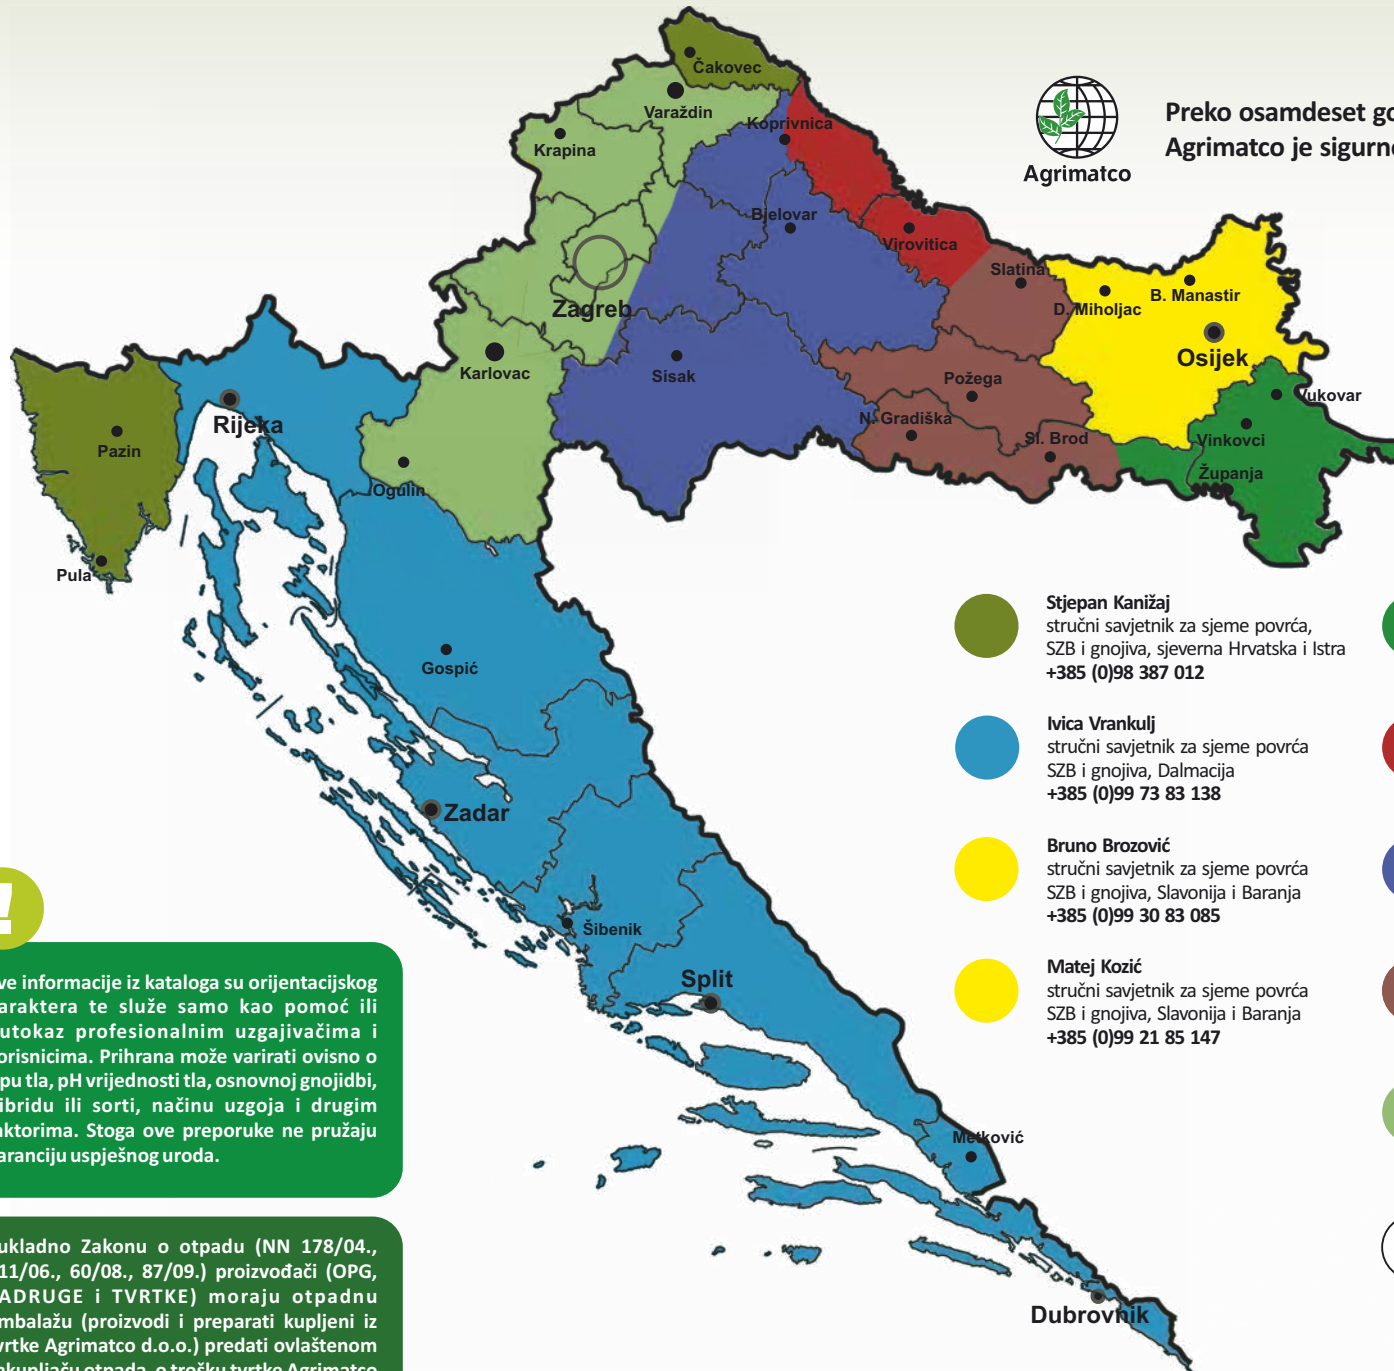 Čakovec
Varaždin
Koprivnica
Krapina
Agrimatco
Preko osamdeset
Agrimatco je
Bjelovar
Virovitica
Slatina
Zagreb
D. Miholjac
B. Manastir
Osijek
Karlovac
Sisak
Požega
Vukovar
Rijeka
N. Gradiška
Sl. Brod
Vinkovci
Pazin
Županja
Ogulin
Pula
Gospić
Zadar
Šibenik
Split
Metković
Dubrovnik
Stjepan Kanižaj
stručni savjetnik za sjeme povrća,
SZB i gnojiva, sjeverna Hrvatska i Istra
+385 (0)98 387 012
Ivica Vrankulj
stručni savjetnik za sjeme povrća
SZB i gnojiva, Dalmacija
+385 (0)99 73 83 138
Bruno Brozović
stručni savjetnik za sjeme povrća
SZB i gnojiva, Slavonija i Baranja
+385 (0)99 30 83 085
Matej Kozić
stručni savjetnik za sjeme povrća
SZB i gnojiva, Slavonija i Baranja
+385 (0)99 21 85 147
!
ve informacije iz kataloga su orijentacijskog
araktera te služe samo kao pomoć ili
utokaz profesionalnim uzgajivačima i
orisnicima. Prihrana može varirati ovisno o
pu tla, pH vrijednosti tla, osnovnoj gnojidbi,
ibridu ili sorti, načinu uzgoja i drugim
aktorima. Stoga ove preporuke ne pružaju
aranciju uspješnog uroda.
ukladno Zakonu o otpadu (NN 178/04.,
11/06., 60/08., 87/09.) proizvođači (OPG,
ADRUGE i TVRTKE) moraju otpadnu
mbalažu (proizvodi i preparati kupljeni iz
vrtke Agrimatco d.o.o.) predati ovlaštenom
akupljaču otpada, o trošku tvrtke Agrimatco